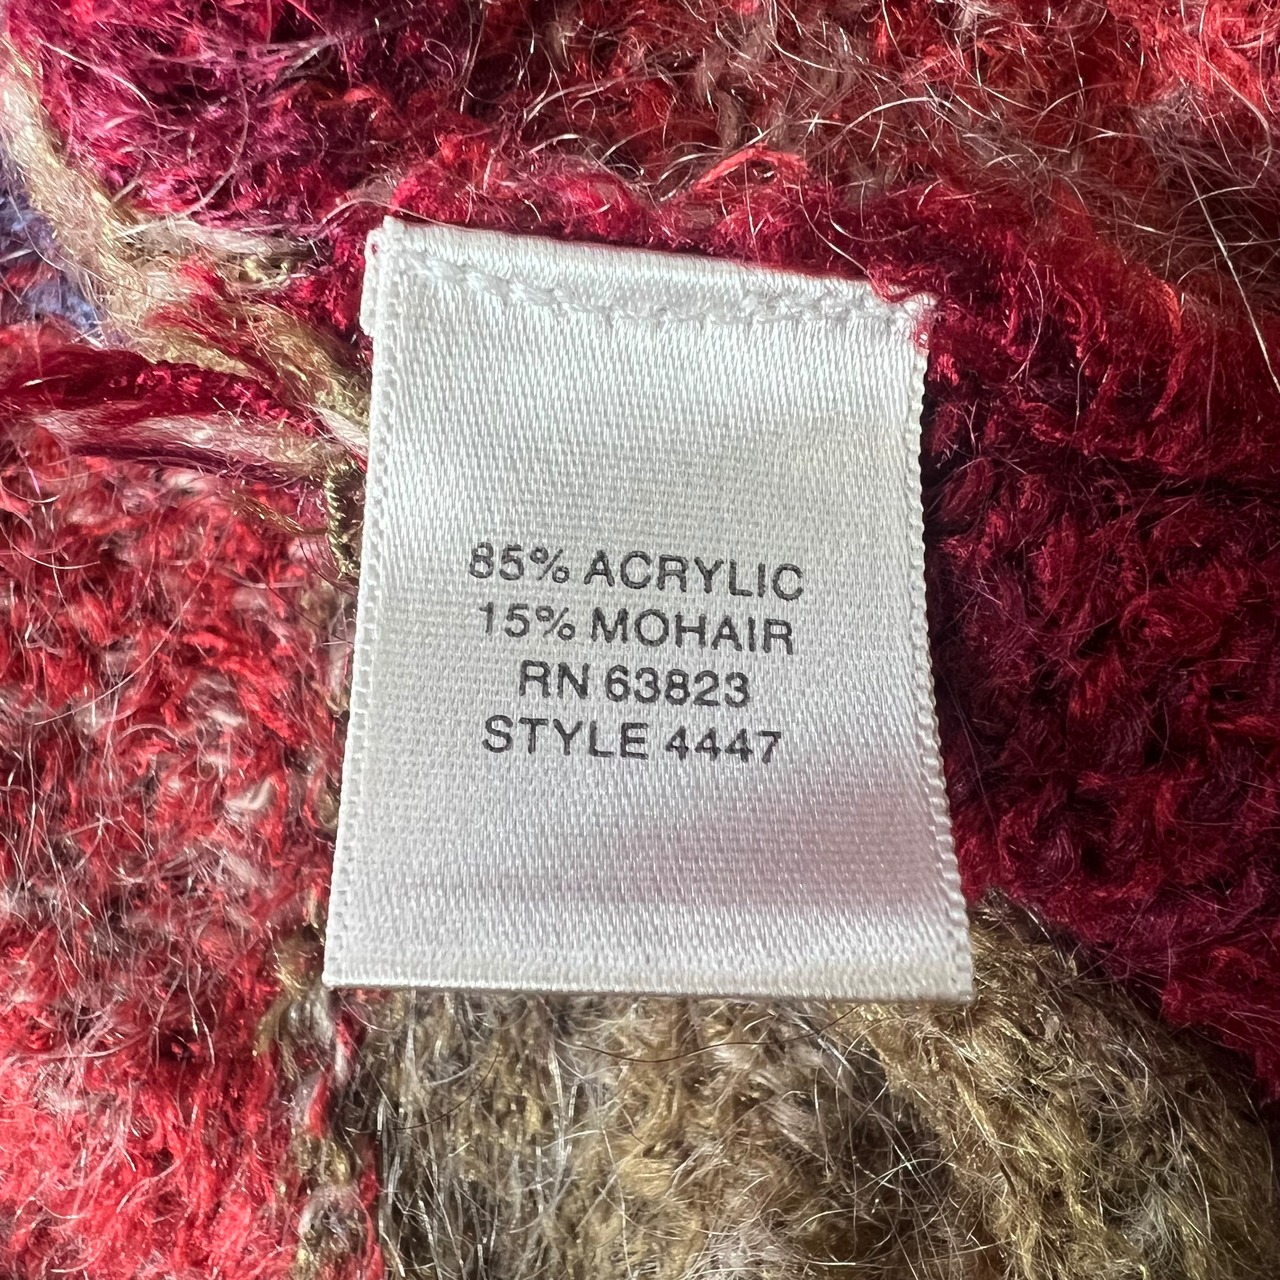 85% ACRYLIC
15% MOHAIR
RN 63823
STYLE 4447